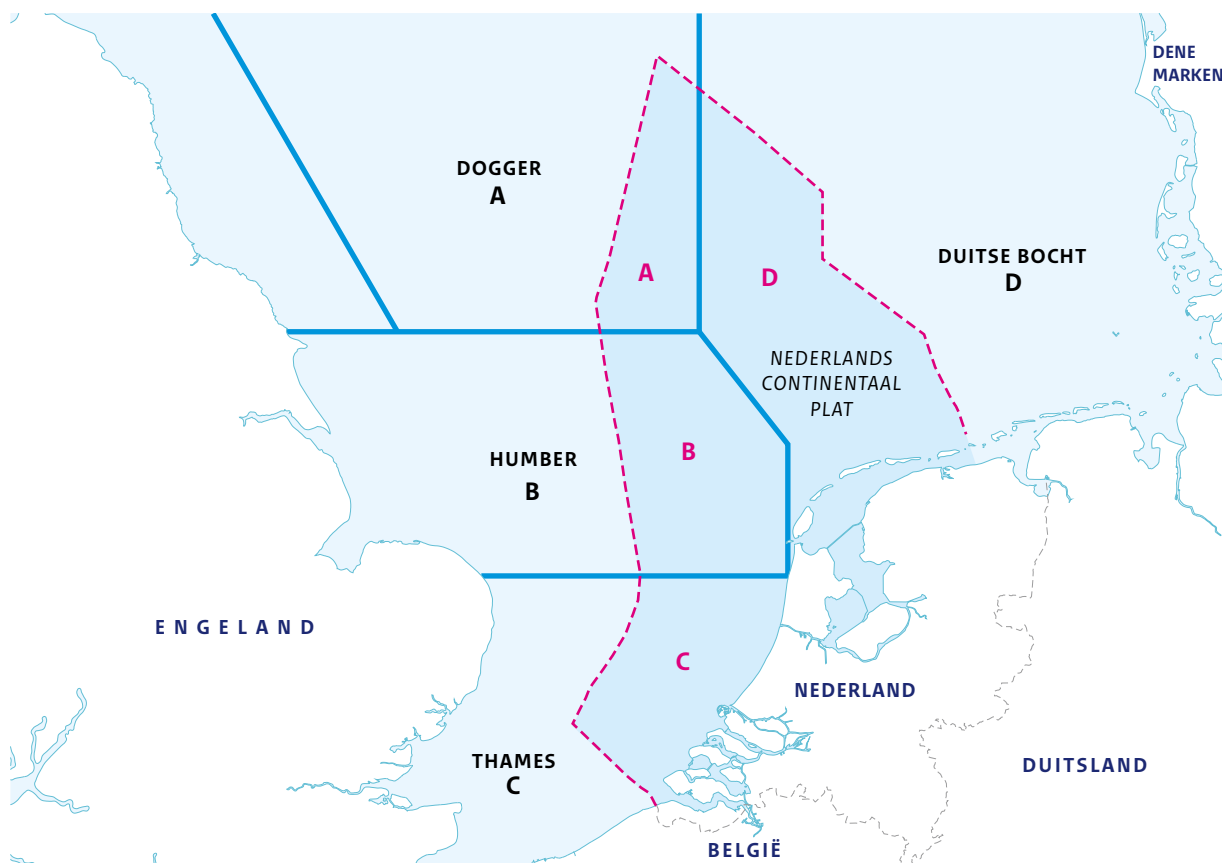 DENE
MARKEN
DOGGER
A
DUITSE BOCHT
D
A
D
NEDERLANDS
CONTINENTAAL
PLAT
HUMBER
B
B
ENGELAND
C
NEDERLAND
THAMES
C
DUITSLAND
BELGIË